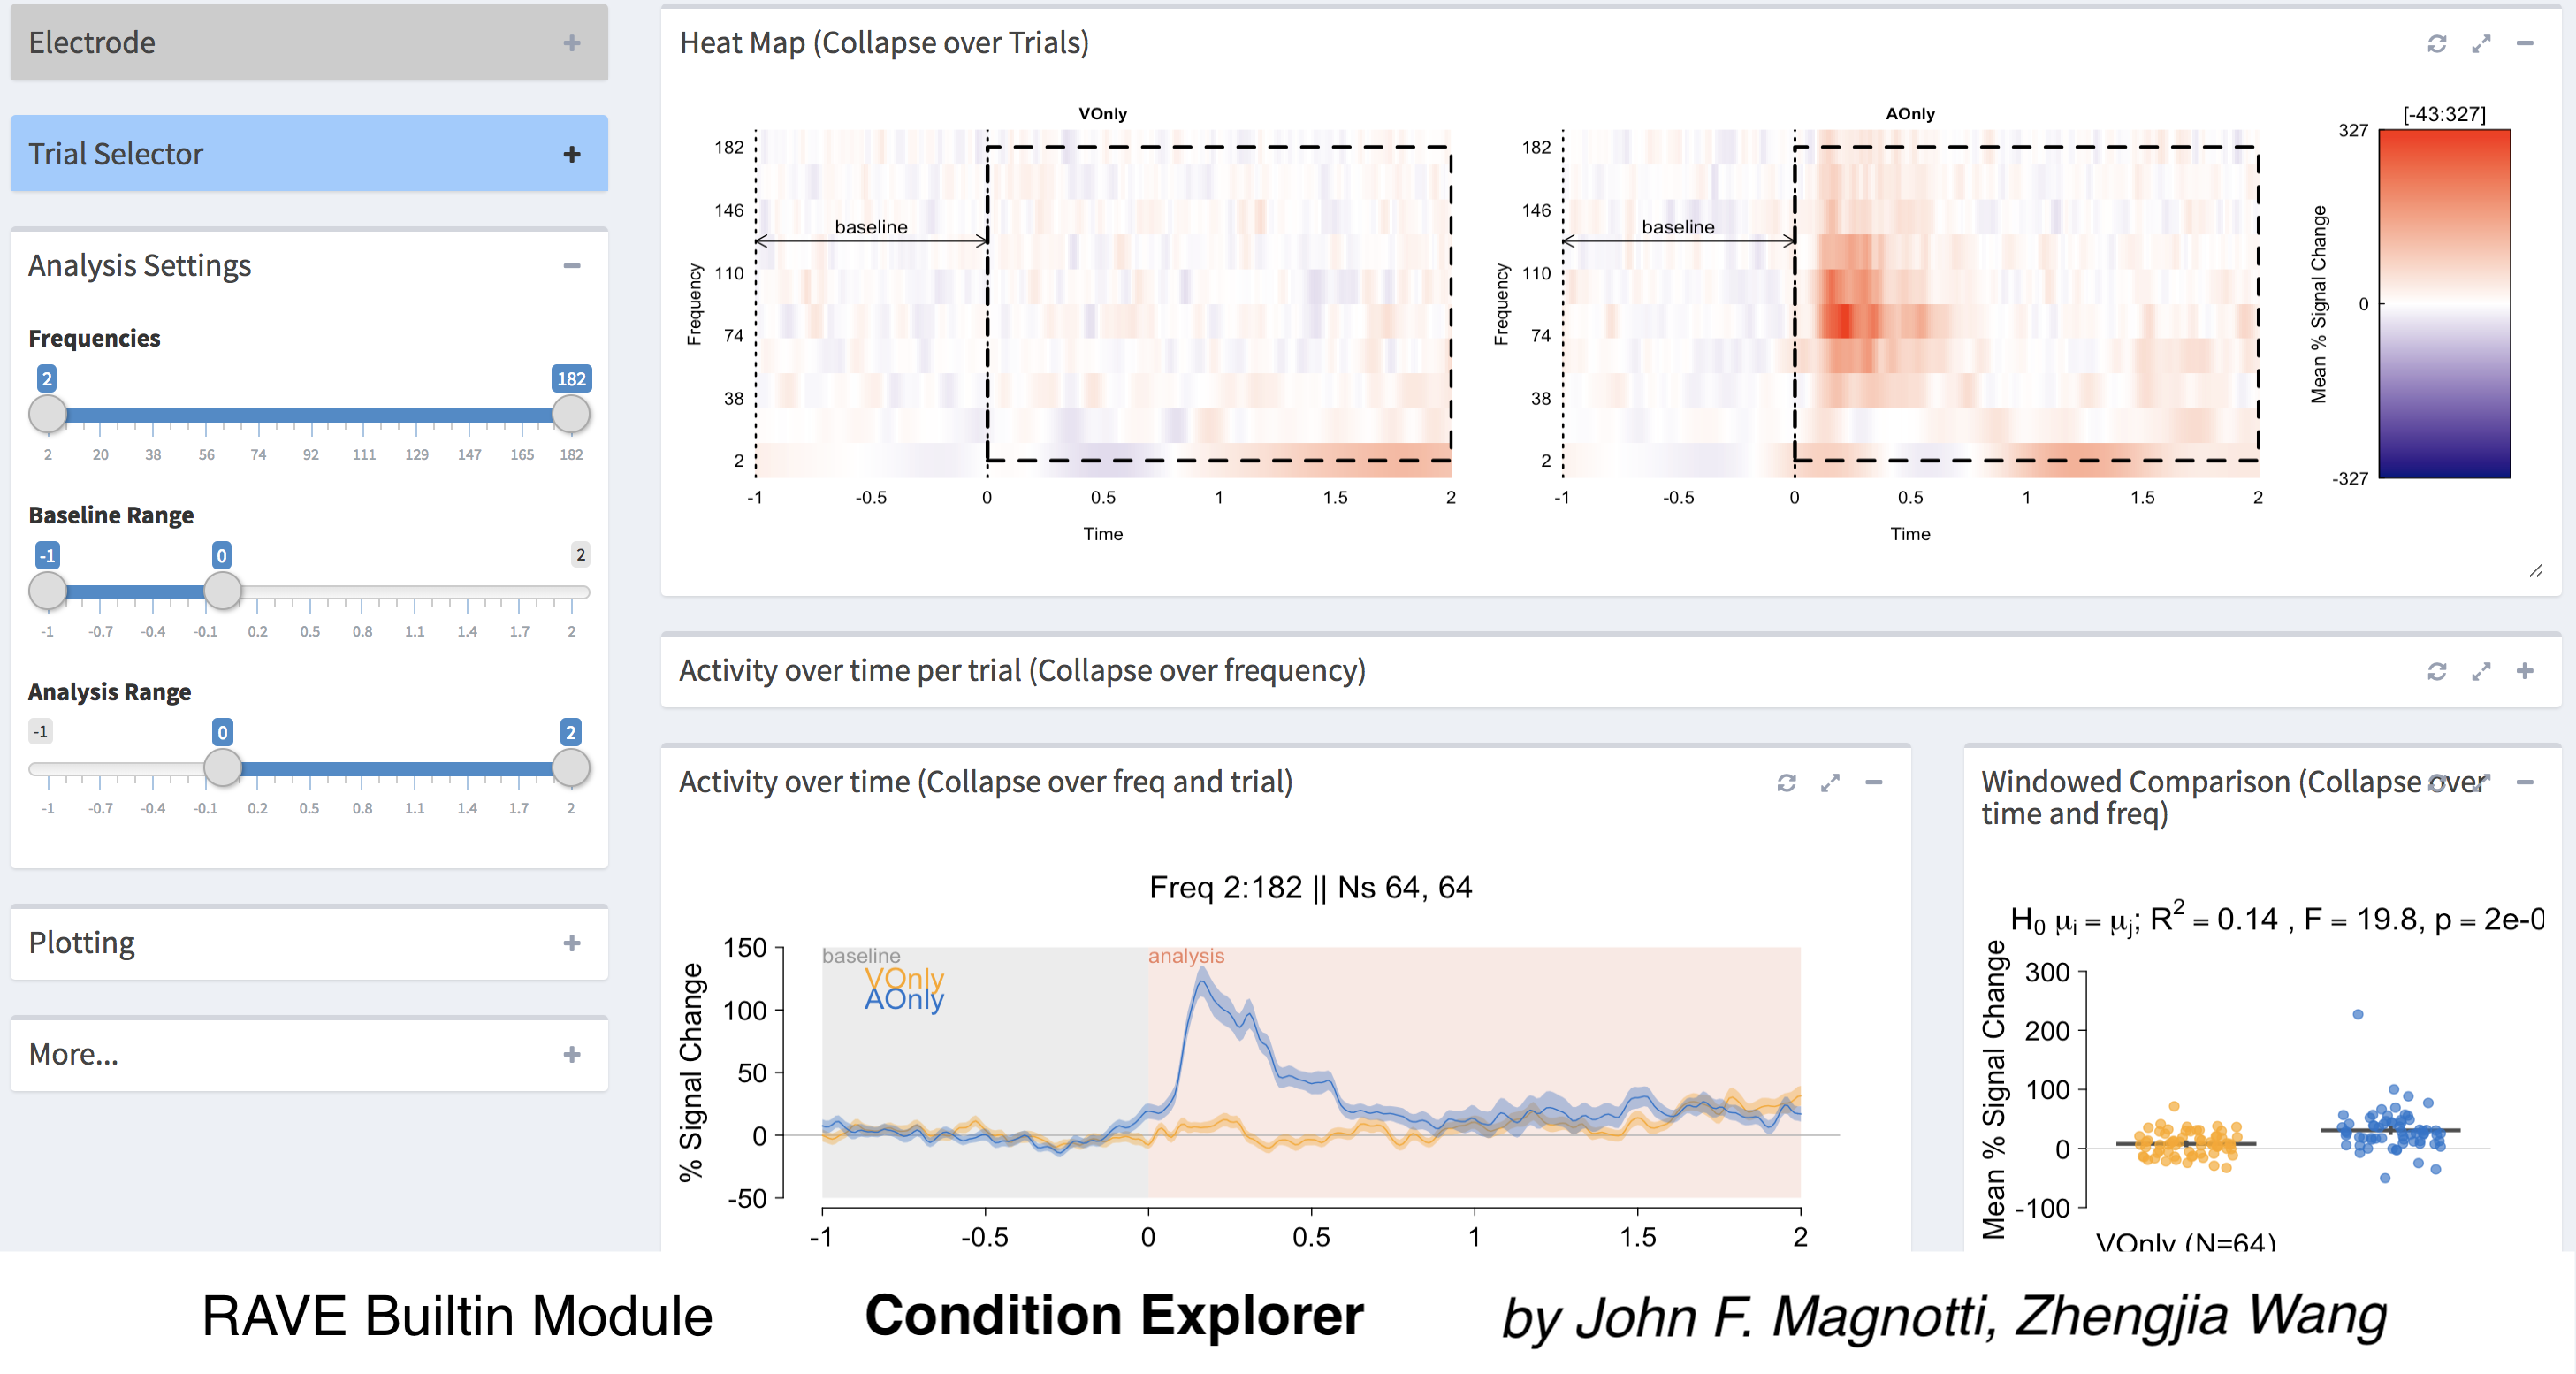 Electrode
Trial Selector
Analysis Settings
Frequencies
2 182
2 20 38 56 74 92 111 129 147 165 182
Baseline Range
-1 0 2
-1 -0.7 -0.4 -0.1 0.2 0.5 0.8 1.1 1.4 1.7 2
Analysis Range
-1 0 2
-1 -0.7 -0.4 -0.1 0.2 0.5 0.8 1.1 1.4 1.7 2
Plotting
More...
Heat Map (Collapse over Trials)
VOnly
182
146
110
74
38
2
Frequency
baseline
-1 -0.5 0 0.5 1 1.5 2
Time
AOnly
182
146
110
74
38
2
Frequency
baseline
-1 -0.5 0 0.5 1 1.5 2
Time
[-43:327]
327
0
-327
Mean % Signal Change
Activity over time per trial (Collapse over frequency)
Activity over time (Collapse over freq and trial)
Freq 2:182 || Ns 64, 64
150
100
50
0
-50
% Signal Change
baseline
VOnly
AOnly
analysis
-1 -0.5 0 0.5 1 1.5 2
Windowed Comparison (Collapse over
time and freq)
H₀ μᵢ = μⱼ; R² = 0.14 , F = 19.8, p = 2e-0
300
200
100
0
-100
Mean % Signal Change
VOnly (N=64)
RAVE Builtin Module Condition Explorer by John F. Magnotti, Zhengjia Wang